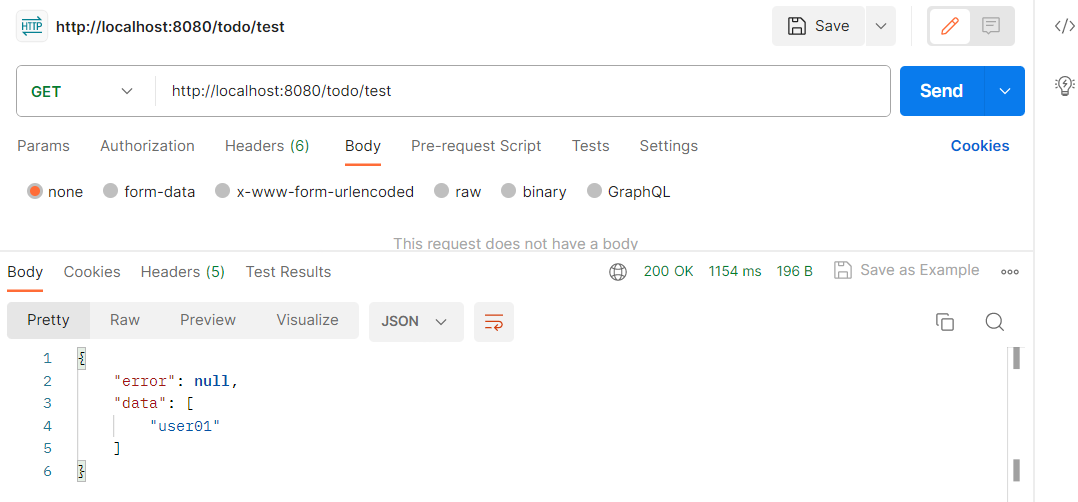 HTTP http://localhost:8080/todo/test Save
GET http://localhost:8080/todo/test Send
Params Authorization Headers (6) Body Pre-request Script Tests Settings Cookies
none form-data x-www-form-urlencoded raw binary GraphQL
This request does not have a body
Body Cookies Headers (5) Test Results 200 OK 1154 ms 196 B Save as Example
Pretty Raw Preview Visualize JSON
1 {
2 "error": null,
3 "data": [
4 "user01"
5 ]
6 }